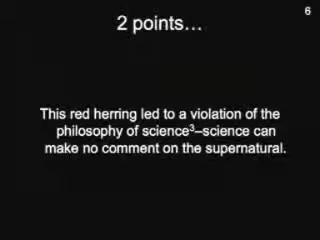 6
2 points…
This red herring led to a violation of the
philosophy of science³–science can
make no comment on the supernatural.